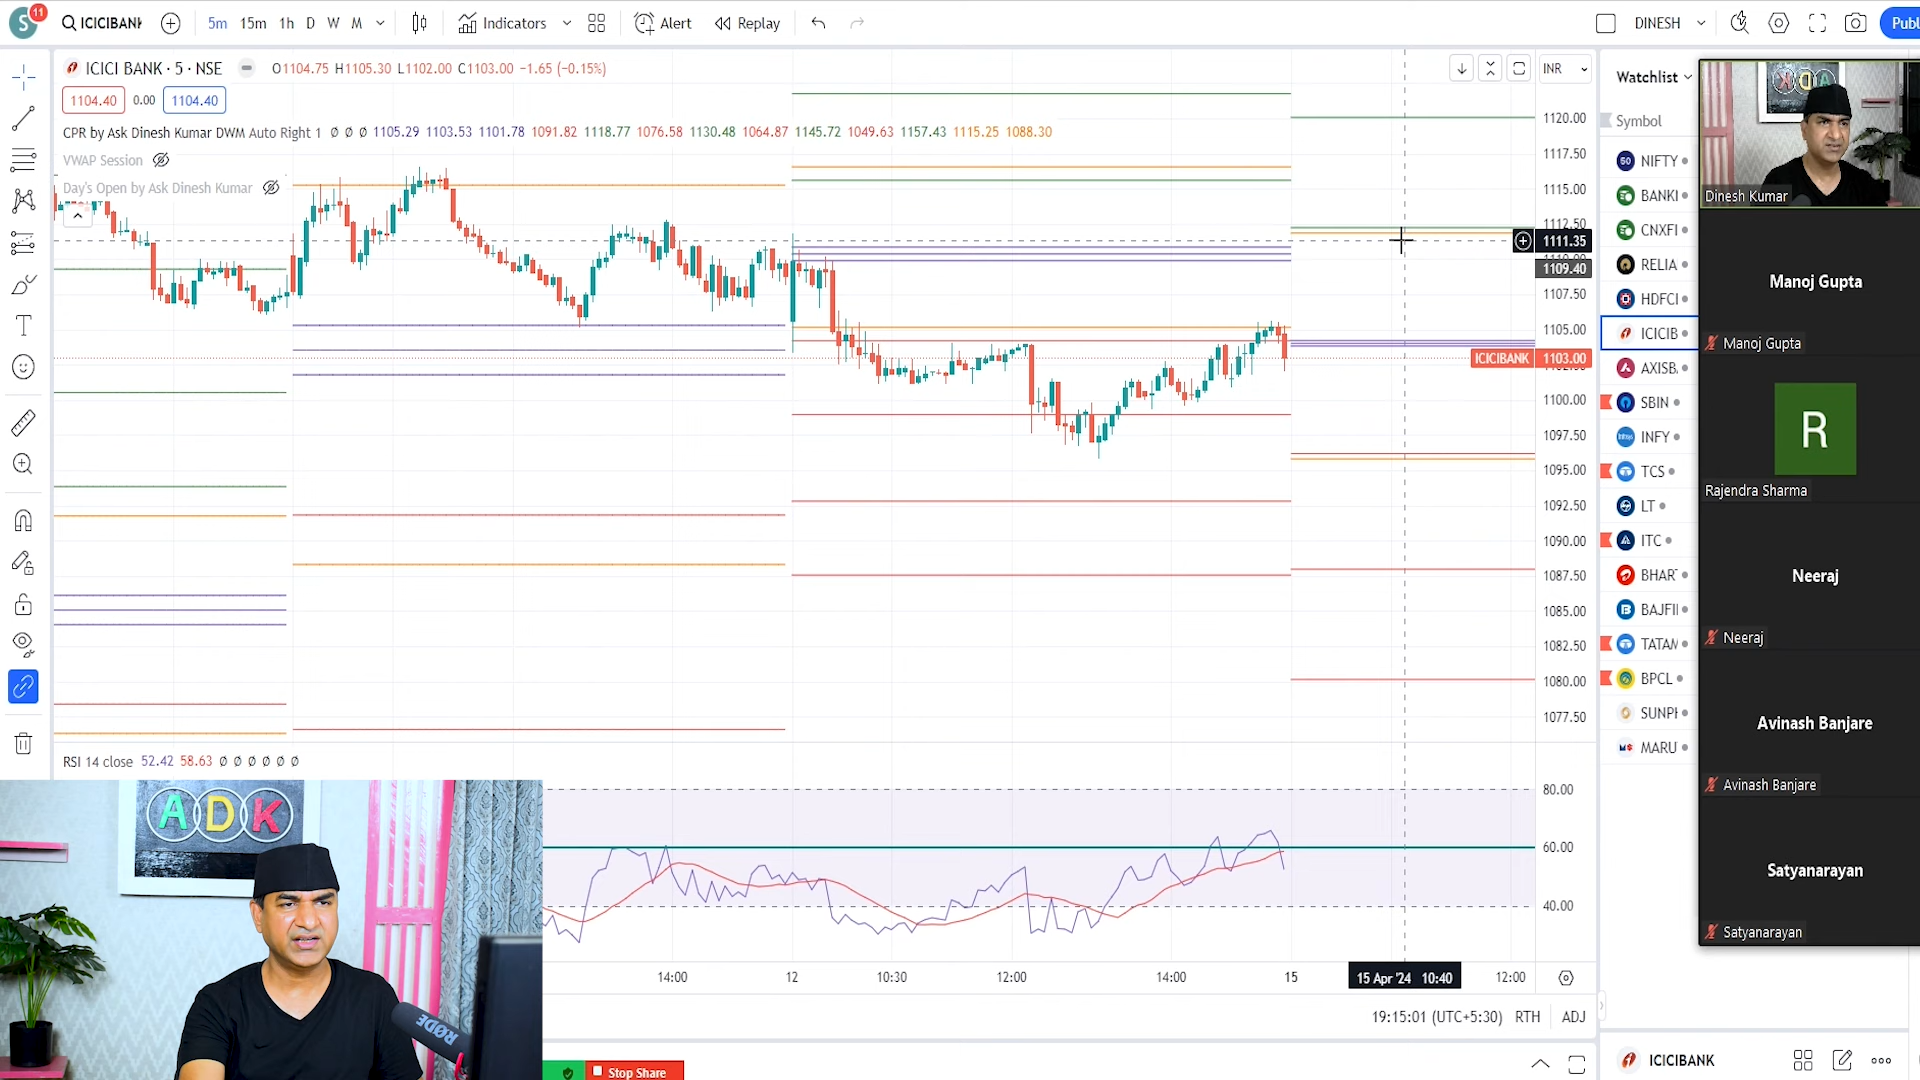 S 11 ICICIBANK 5m 15m 1h D W M Indicators Alert Replay DINESH Publ
ICICI BANK · 5 · NSE O1104.75 H1105.30 L1102.00 C1103.00 −1.65 (−0.15%) INR
1104.40 0.00 1104.40
CPR by Ask Dinesh Kumar DWM Auto Right 1 Ø Ø Ø 1105.29 1103.53 1101.78 1091.82 1118.77 1076.58 1130.48 1064.87 1145.72 1049.63 1157.43 1115.25 1088.30
VWAP Session
Day's Open by Ask Dinesh Kumar
1120.00
1117.50
1115.00
1112.50
1111.35
1109.40
1107.50
1105.00
ICICIBANK 1103.00
1100.00
1097.50
1095.00
1092.50
1090.00
1087.50
1085.00
1082.50
1080.00
1077.50
RSI 14 close 52.42 58.63 Ø Ø Ø Ø Ø Ø
80.00
60.00
40.00
14:00 12 10:30 12:00 14:00 15 15 Apr '24 10:40 12:00
19:15:01 (UTC+5:30) RTH ADJ
Stop Share
ADK
RØDE
Watchlist
Symbol
50 NIFTY
BANKI
CNXFI
RELIA
HDFCI
ICICIB
AXISB.
SBIN
INFY
TCS
LT
ITC
BHART
BAJFII
TATAM
BPCL
SUNPH
MARU
ICICIBANK
ADK
Dinesh Kumar
Manoj Gupta
Manoj Gupta
R
Rajendra Sharma
Neeraj
Neeraj
Avinash Banjare
Avinash Banjare
Satyanarayan
Satyanarayan